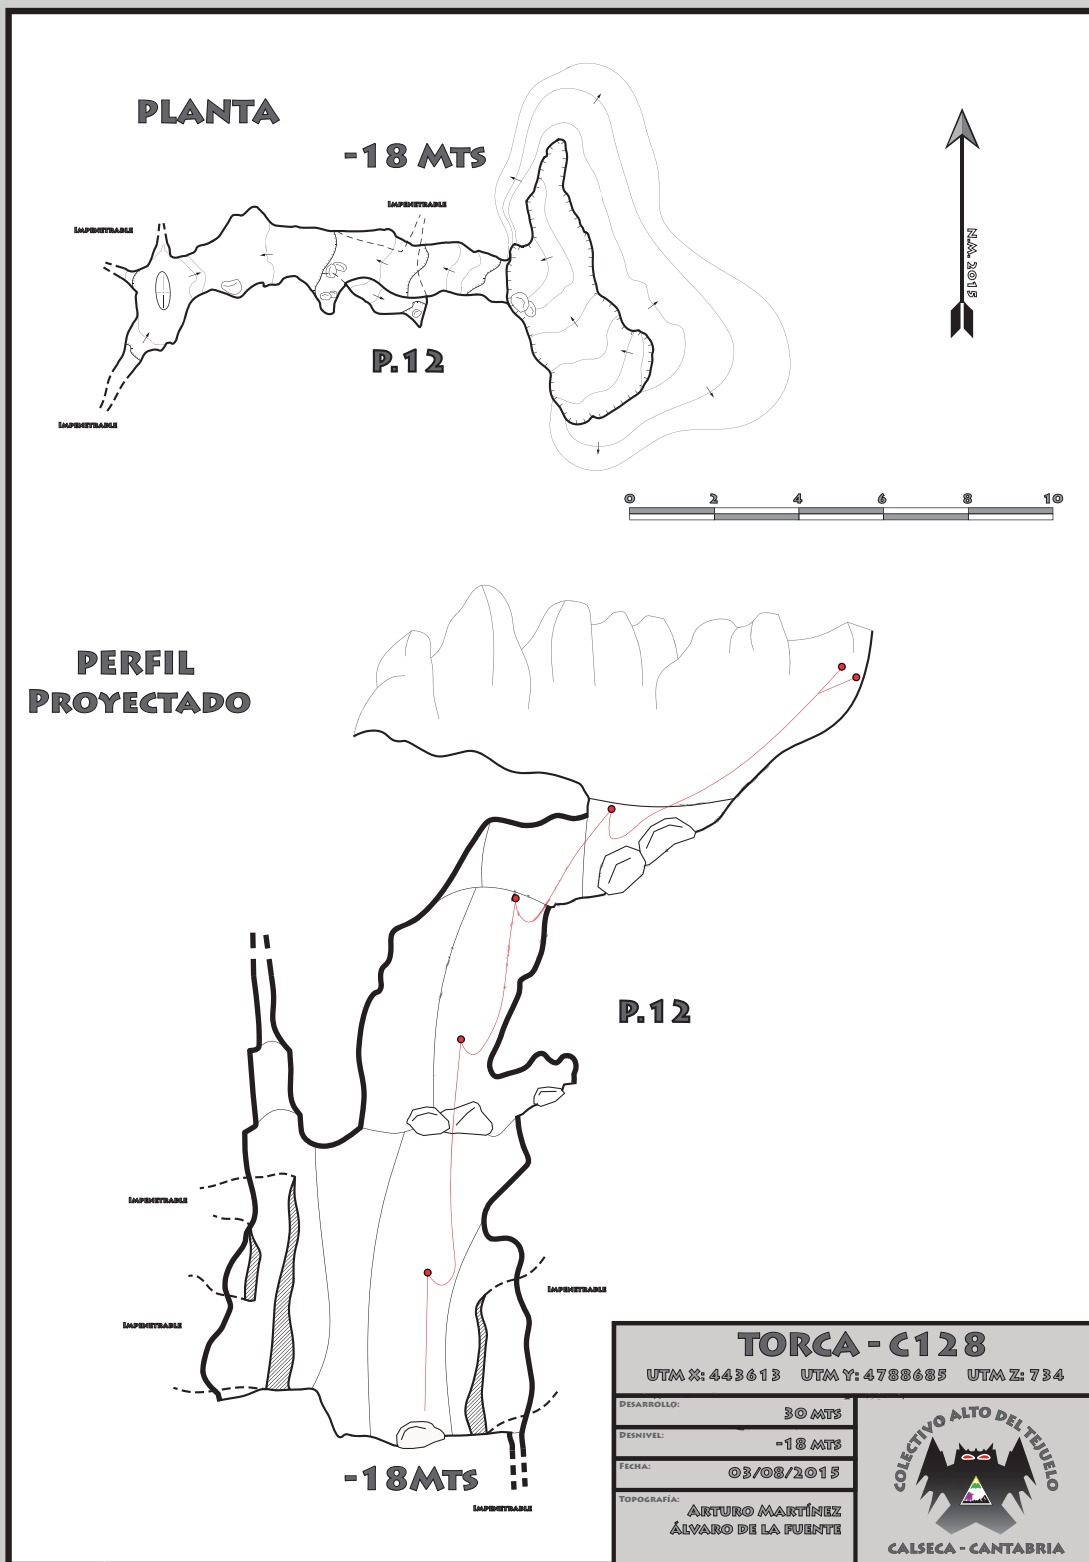 PLANTA
-18 MTS
IMPENETRABLE
IMPENETRABLE
N.M. 2015
P.12
IMPENETRABLE
0 2 4 6 8 10
PERFIL
PROYECTADO
P.12
IMPENETRABLE
IMPENETRABLE
IMPENETRABLE
-18MTS
IMPENETRABLE
TORCA - C128
UTM X: 443613 UTM Y: 4788685 UTM Z: 734
DESARROLLO:
30 MTS
DESNIVEL:
-18 MTS
FECHA:
03/08/2015
TOPOGRAFÍA:
ARTURO MARTÍNEZ
ÁLVARO DE LA FUENTE
COLECTIVO ALTO DEL TEJUELO
CALSECA - CANTABRIA